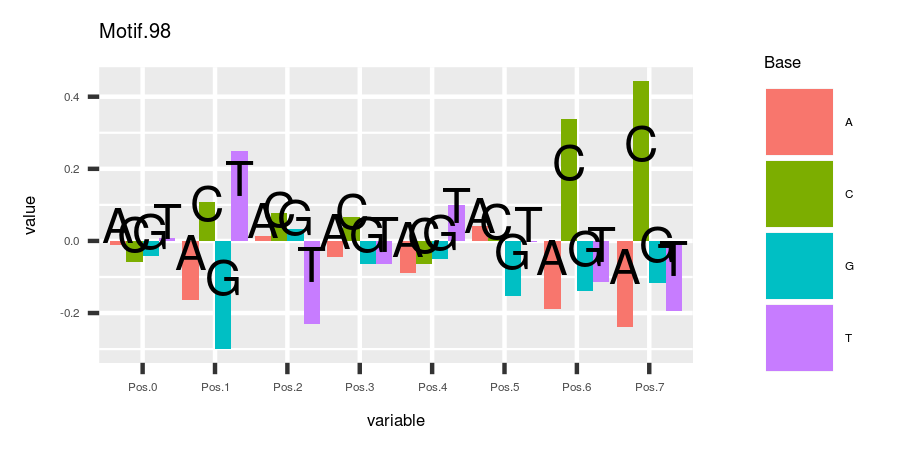 Motif.98
Base
A
C
G
T
value
0.4
0.2
0.0
-0.2
A C G T A C G T A C G T A C G T A C G T A C G T A C G T A C G T
Pos.0 Pos.1 Pos.2 Pos.3 Pos.4 Pos.5 Pos.6 Pos.7
variable